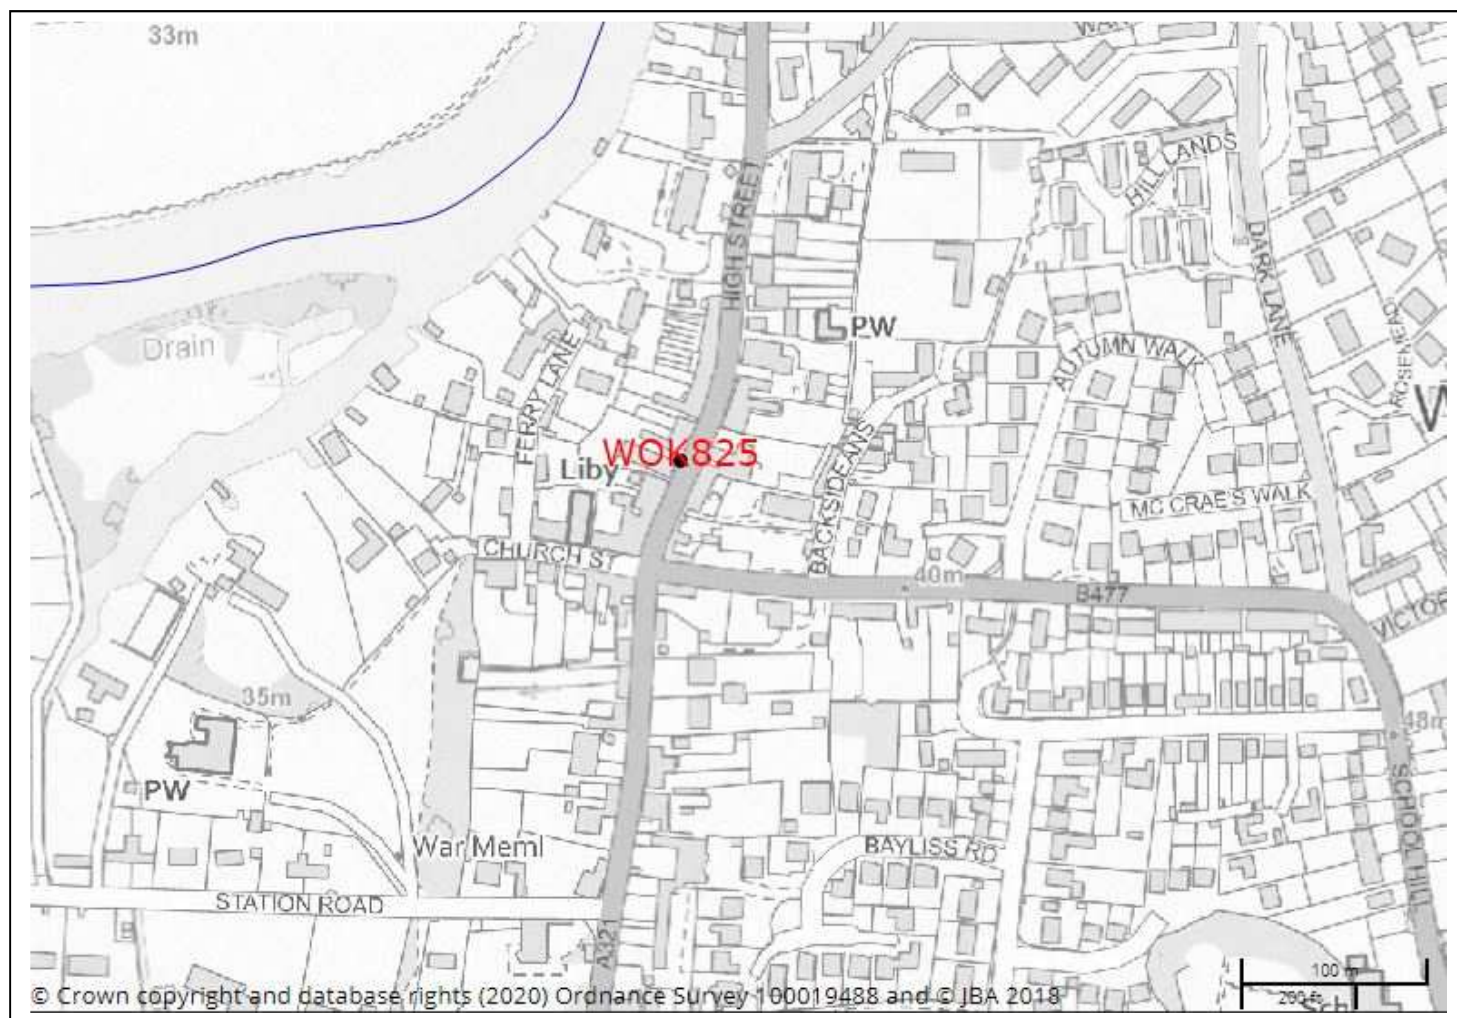 33m
WAR
HILL LANDS
HIGH STREET
DARK LANE
PW
ROSEMEAD
Drain
AUTUMN WALK
FERRY LANE
W
WOK825
Liby
BACKSIDEANS
MC CRAE'S WALK
CHURCH ST
40m
B477
VICTOR
35m
48m
PW
SCHOOL HILL
War Meml
BAYLISS RD
STATION ROAD
A321
100 m
200 ft
Sch
© Crown copyright and database rights (2020) Ordnance Survey 100019488 and © JBA 2018